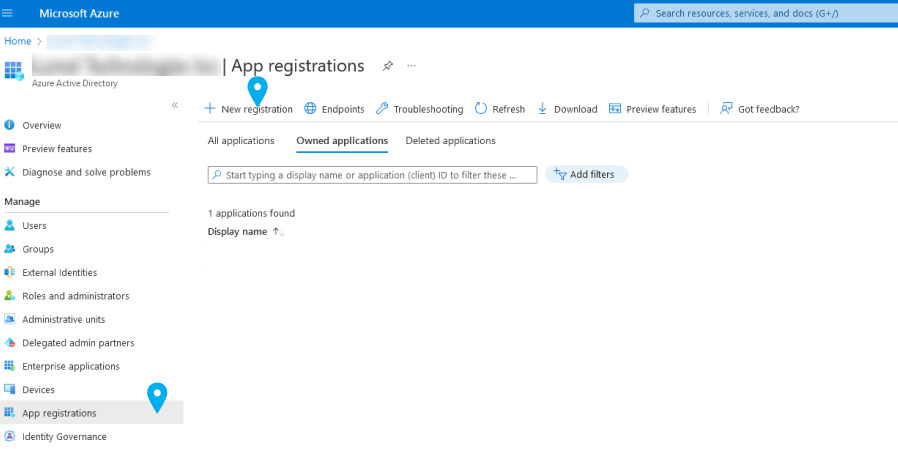 Microsoft Azure
Search resources, services, and docs (G+/)
Home >
| App registrations
Azure Active Directory
«
New registration
Endpoints
Troubleshooting
Refresh
Download
Preview features
Got feedback?
Overview
Preview features
Diagnose and solve problems
Manage
Users
Groups
External Identities
Roles and administrators
Administrative units
Delegated admin partners
Enterprise applications
Devices
App registrations
Identity Governance
All applications
Owned applications
Deleted applications
Start typing a display name or application (client) ID to filter these ...
Add filters
1 applications found
Display name ↑↓